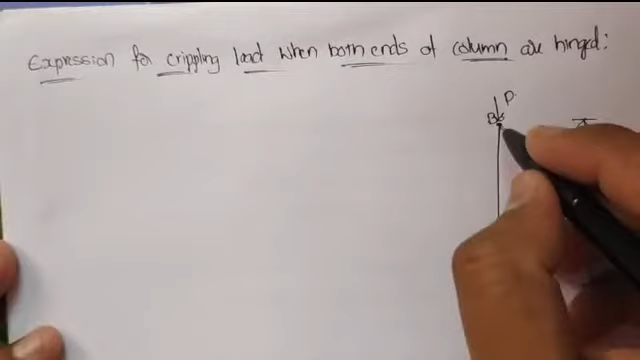 Expression for crippling load when both ends of column are hinged:
P.
B